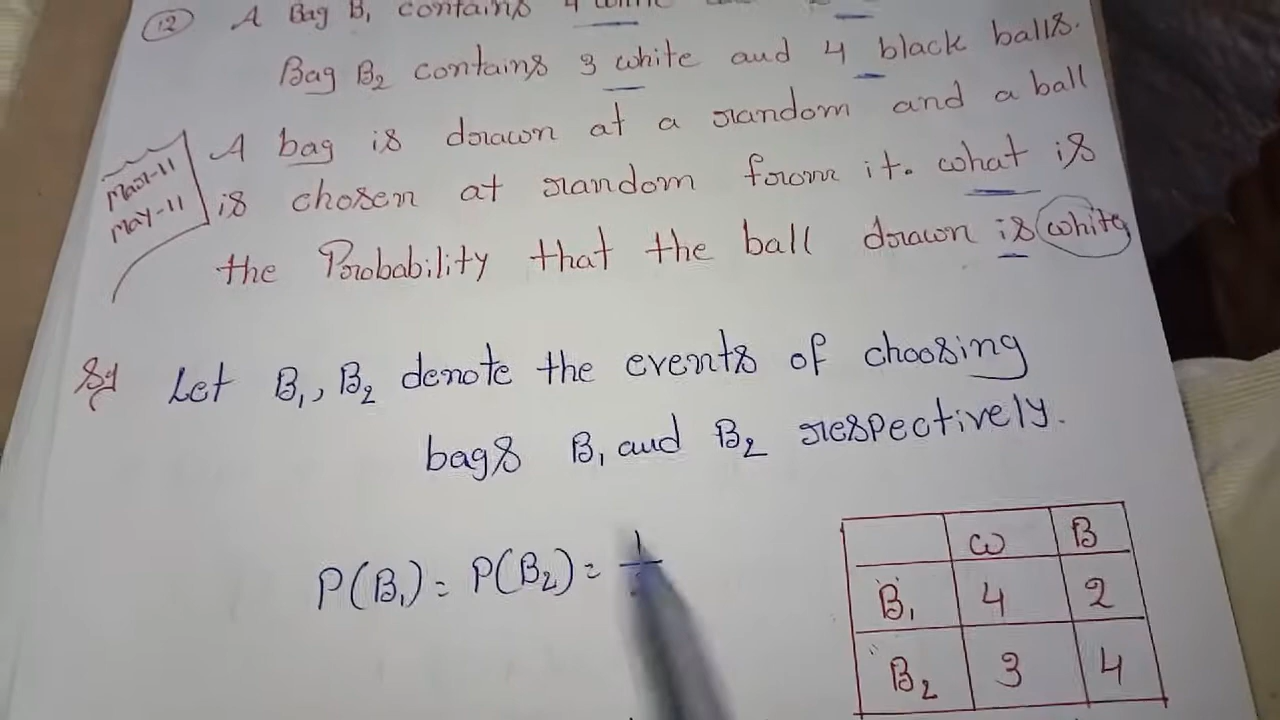 12 A Bag B₁ contains 4 white
Bag B₂ contains 3 white and 4 black balls.
A bag is drawn at a random and a ball
Mar-11
May-11
is chosen at random from it. what is
the Probability that the ball drawn is white
Let B₁, B₂ denote the events of choosing
bags B₁ and B₂ respectively.
P(B₁) = P(B₂) = 1
W B
B₁ 4 2
B₂ 3 4